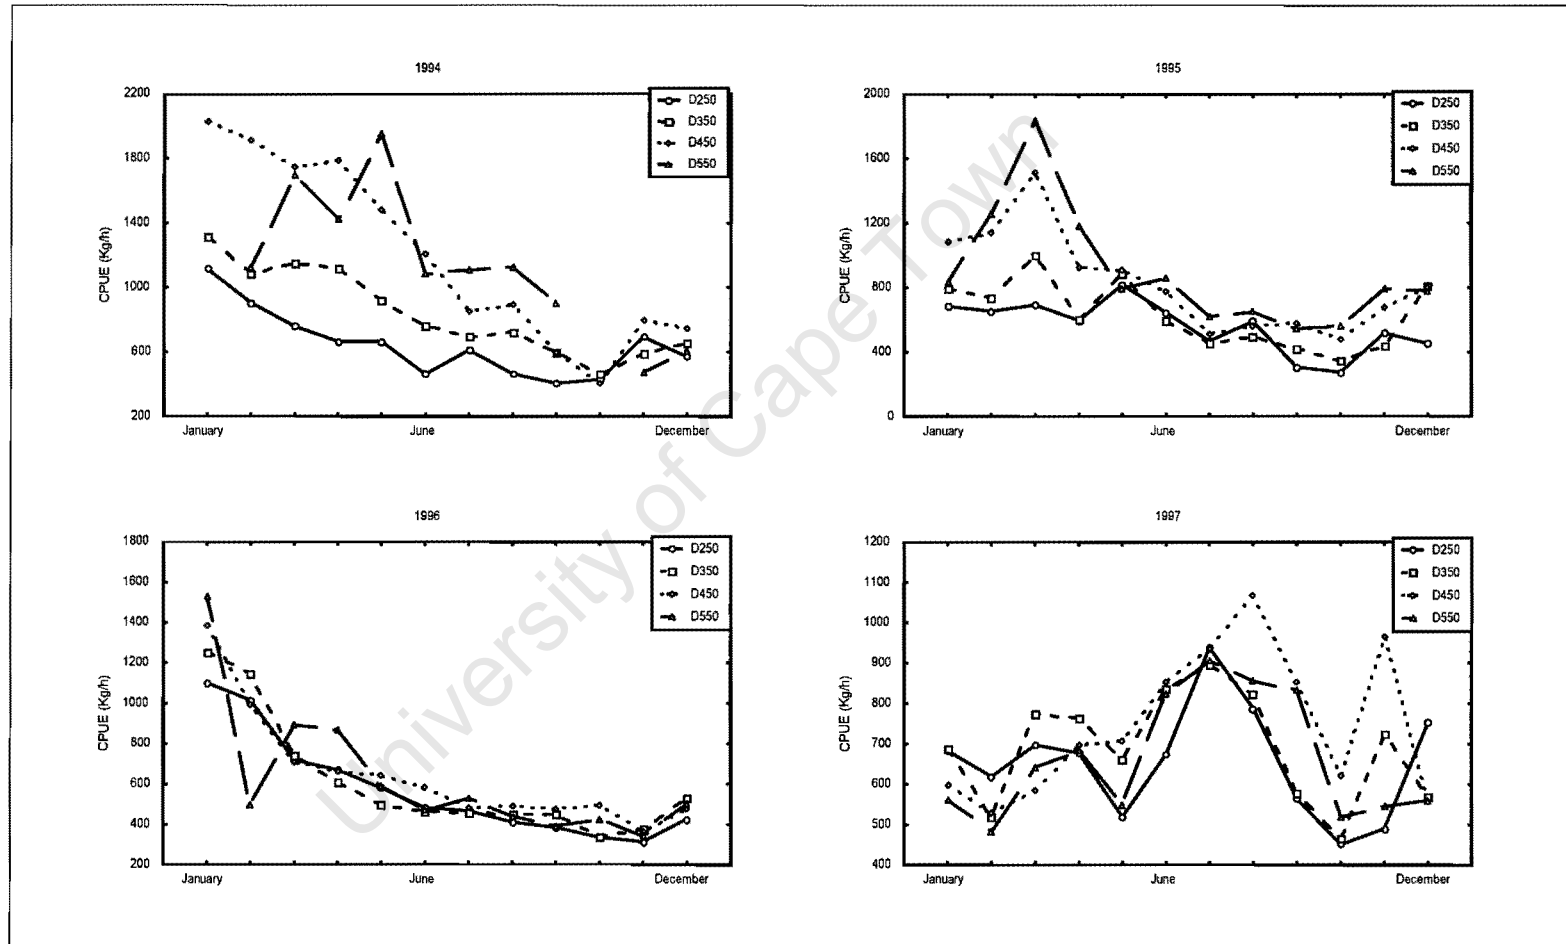 1994
2200
1800
1400
1000
600
200
CPUE (Kg/h)
January
June
December
D250
D350
D450
D550
1995
2000
1600
1200
800
400
0
CPUE (Kg/h)
January
June
December
D250
D350
D450
D550
1996
1800
1600
1400
1200
1000
800
600
400
200
CPUE (Kg/h)
January
June
December
D250
D350
D450
D550
1997
1200
1100
1000
900
800
700
600
500
400
CPUE (Kg/h)
January
June
December
D250
D350
D450
D550
University of Cape Town